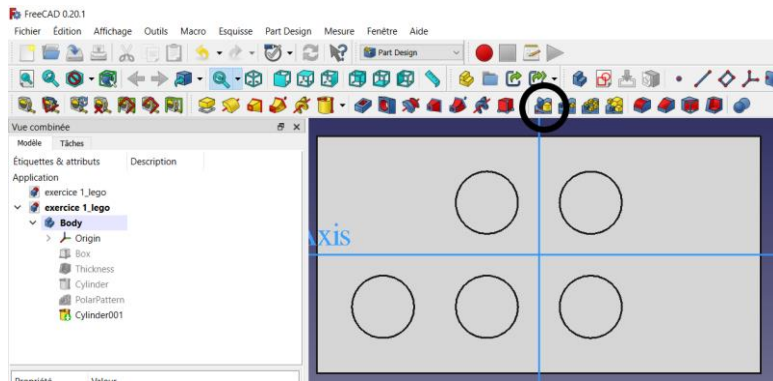 FreeCAD 0.20.1
Fichier Édition Affichage Outils Macro Esquisse Part Design Mesure Fenêtre Aide
Part Design
Vue combinée
Modèle Tâches
Étiquettes & attributs Description
Application
exercice 1_lego
exercice 1_lego
Body
Origin
Box
Thickness
Cylinder
PolarPattern
Cylinder001
Propriété Valeur
Axis